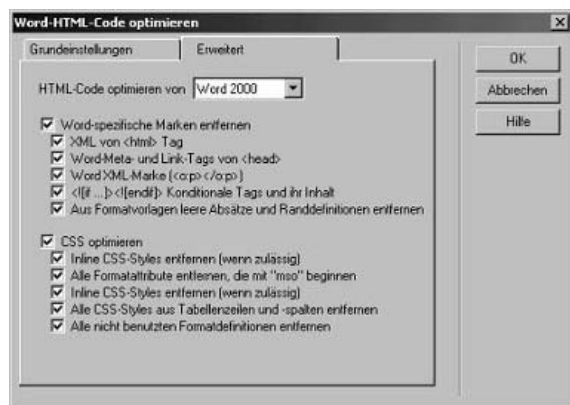 Word-HTML-Code optimieren
Grundeinstellungen
Erweitert
OK
Abbrechen
Hilfe
HTML-Code optimieren von Word 2000
Word-spezifische Marken entfernen
XML von <html> Tag
Word-Meta- und Link-Tags von <head>
Word XML-Marke (<o:p></o:p>)
<![if ...]><![endif]> Konditionale Tags und ihr Inhalt
Aus Formatvorlagen leere Absätze und Randdefinitionen entfernen
CSS optimieren
Inline CSS-Styles entfernen (wenn zulässig)
Alle Formatattribute entfernen, die mit "mso" beginnen
Inline CSS-Styles entfernen (wenn zulässig)
Alle CSS-Styles aus Tabellenzeilen und -spalten entfernen
Alle nicht benutzten Formatdefinitionen entfernen